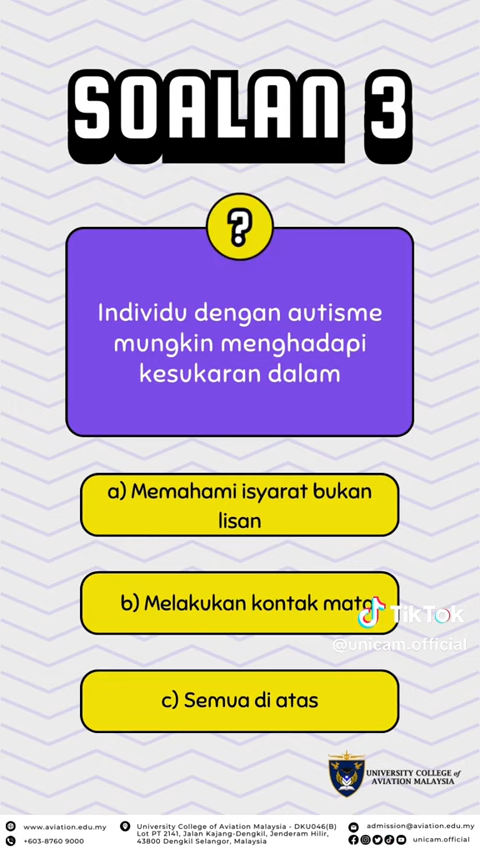 SOALAN 3
?
Individu dengan autisme
mungkin menghadapi
kesukaran dalam
a) Memahami isyarat bukan
lisan
b) Melakukan kontak mata
TikTok
@unicam.official
c) Semua di atas
UNIVERSITY COLLEGE of
AVIATION MALAYSIA
www.aviation.edu.my
+603-8760 9000
University College of Aviation Malaysia - DKU046(B)
Lot PT 2141, Jalan Kajang-Dengkil, Jenderam Hilir,
43800 Dengkil Selangor, Malaysia
admission@aviation.edu.my
unicam.official